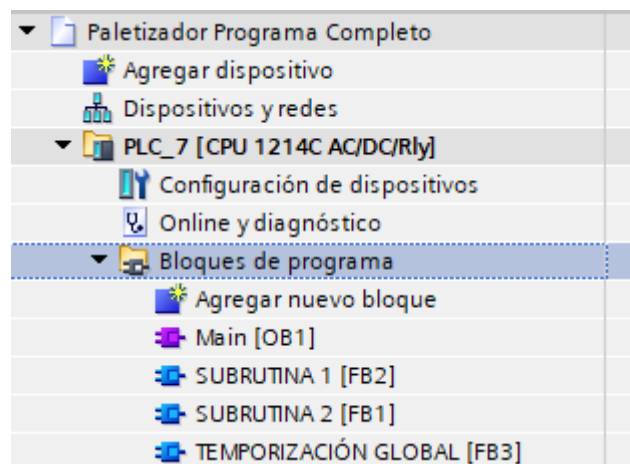 Paletizador Programa Completo
Agregar dispositivo
Dispositivos y redes
PLC_7 [CPU 1214C AC/DC/Rly]
Configuración de dispositivos
Online y diagnóstico
Bloques de programa
Agregar nuevo bloque
Main [OB1]
SUBRUTINA 1 [FB2]
SUBRUTINA 2 [FB1]
TEMPORIZACIÓN GLOBAL [FB3]